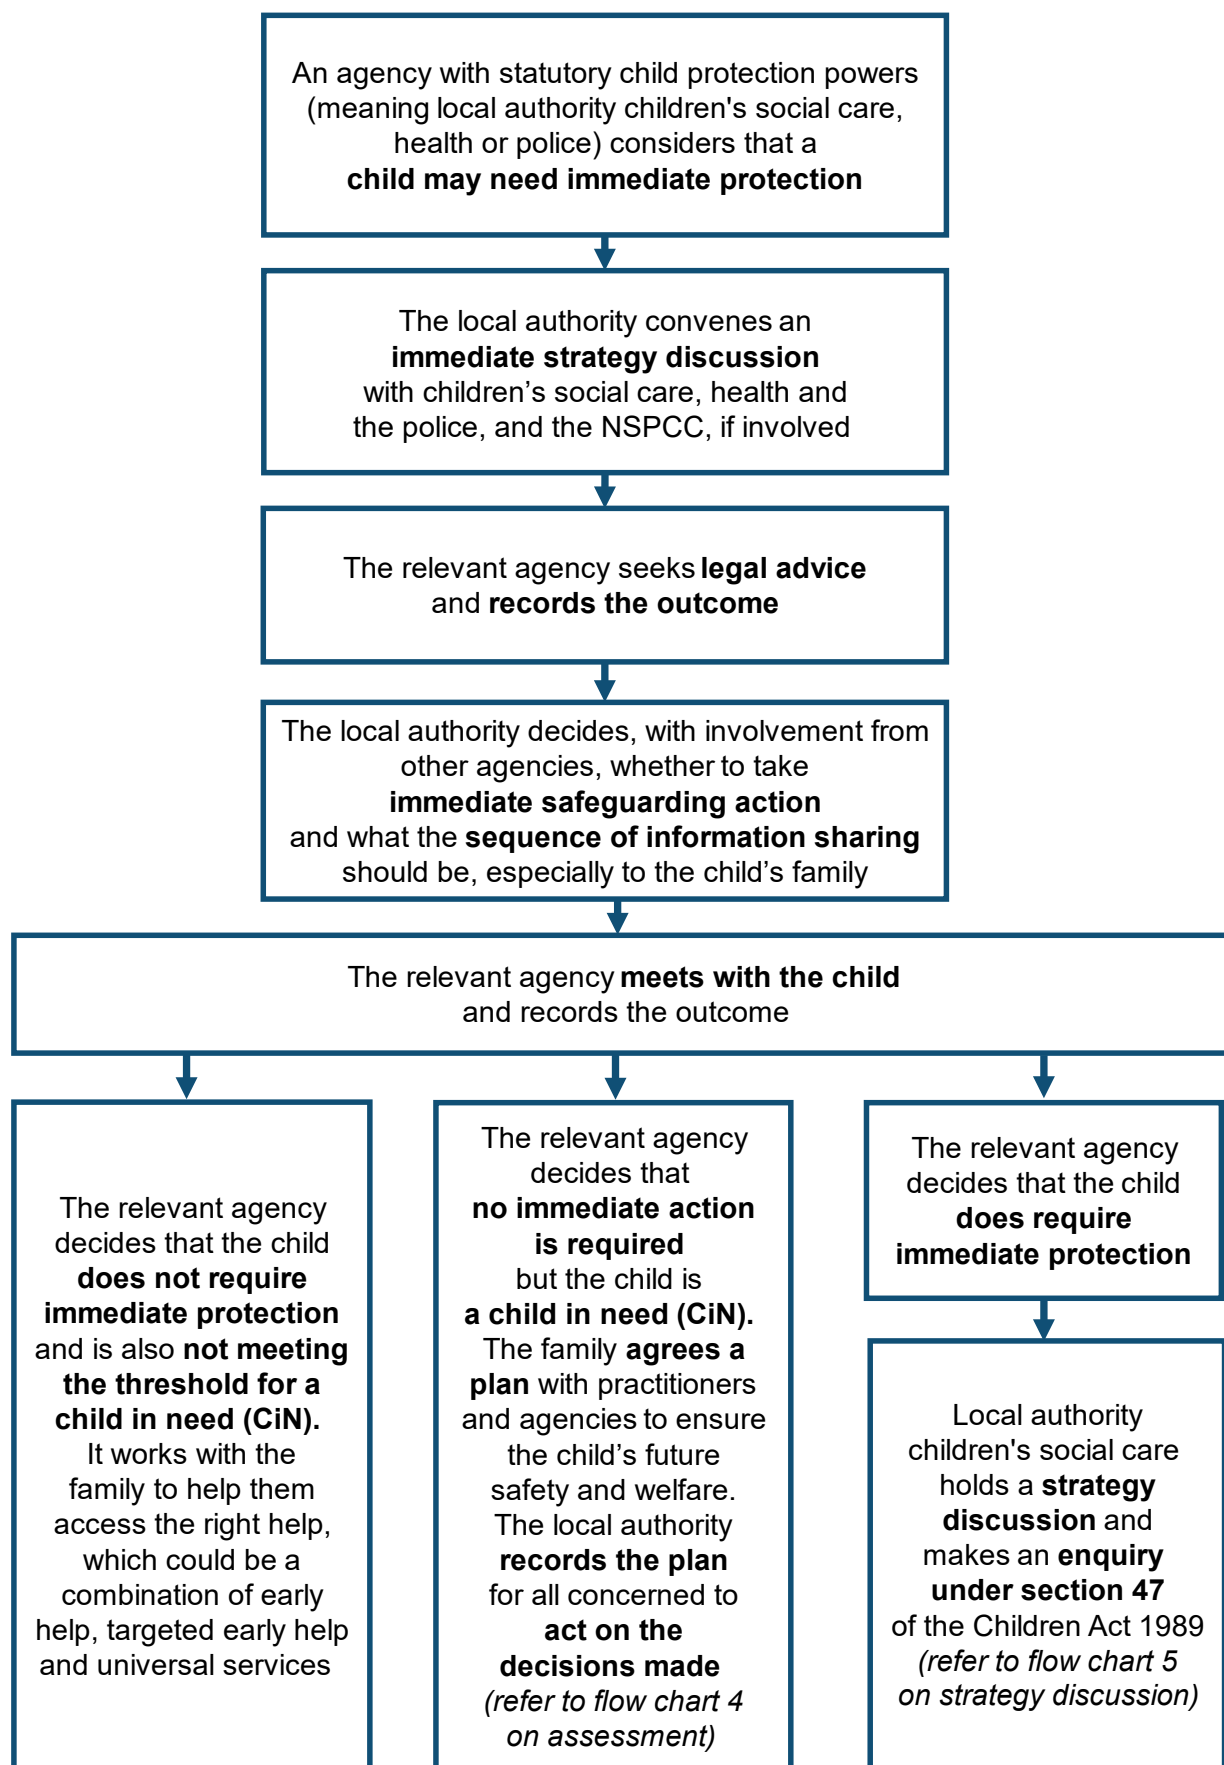 An agency with statutory child protection powers
(meaning local authority children's social care,
health or police) considers that a
child may need immediate protection
The local authority convenes an
immediate strategy discussion
with children’s social care, health and
the police, and the NSPCC, if involved
The relevant agency seeks legal advice
and records the outcome
The local authority decides, with involvement from
other agencies, whether to take
immediate safeguarding action
and what the sequence of information sharing
should be, especially to the child’s family
The relevant agency meets with the child
and records the outcome
The relevant agency
decides that the child
does not require
immediate protection
and is also not meeting
the threshold for a
child in need (CiN).
It works with the
family to help them
access the right help,
which could be a
combination of early
help, targeted early help
and universal services
The relevant agency
decides that
no immediate action
is required
but the child is
a child in need (CiN).
The family agrees a
plan with practitioners
and agencies to ensure
the child’s future
safety and welfare.
The local authority
records the plan
for all concerned to
act on the
decisions made
(refer to flow chart 4
on assessment)
The relevant agency
decides that the child
does require
immediate protection
Local authority
children's social care
holds a strategy
discussion and
makes an enquiry
under section 47
of the Children Act 1989
(refer to flow chart 5
on strategy discussion)